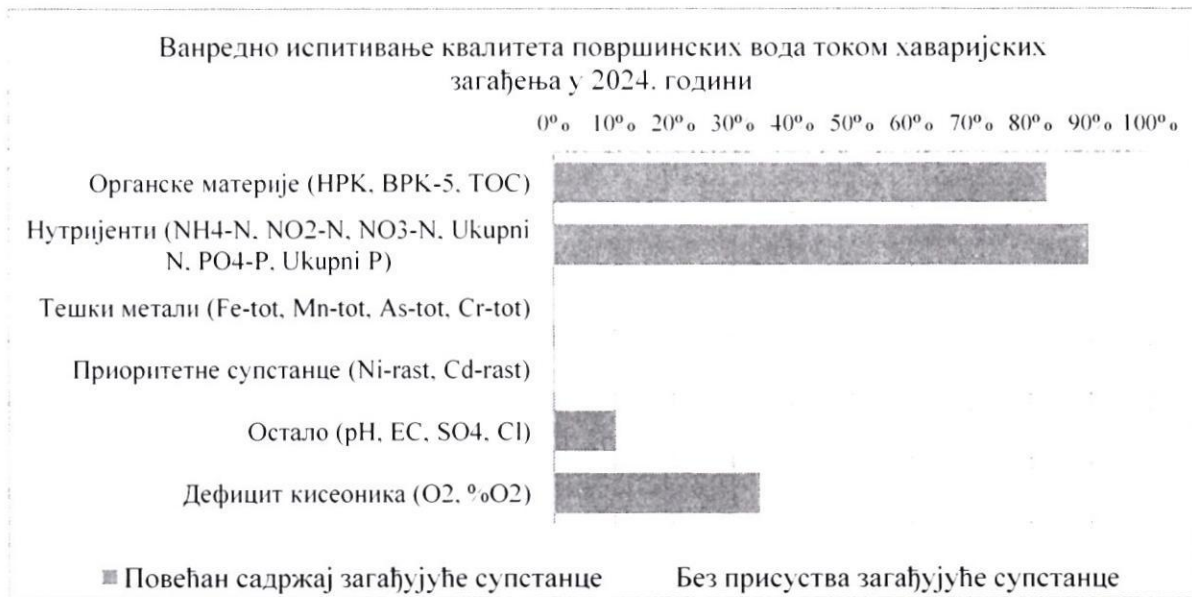 Ванредно испитивање квалитета површинских вода током хаваријских
загађења у 2024. години
0% 10% 20% 30% 40% 50% 60% 70% 80% 90% 100%
Органске материје (HPK, BPK-5, TOC)
Нутријенти (NH4-N, NO2-N, NO3-N, Ukupni
N, PO4-P, Ukupni P)
Тешки метали (Fe-tot, Mn-tot, As-tot, Cr-tot)
Приоритетне супстанце (Ni-rast, Cd-rast)
Остало (pH, EC, SO4, Cl)
Дефицит кисеоника (O2, %O2)
Повећан садржај загађујуће супстанце
Без присуства загађујуће супстанце